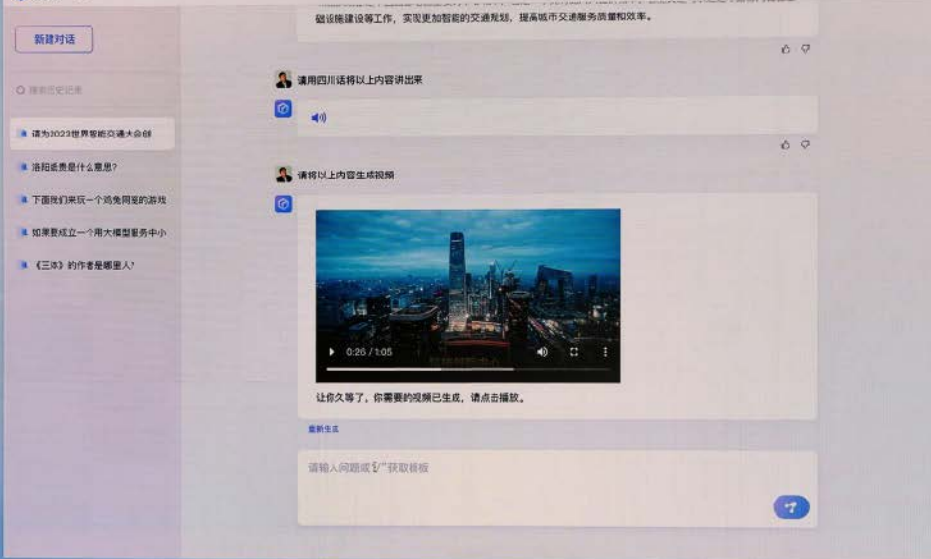 础设施建设等工作，实现更加智能的交通规划，提高城市交通服务质量和效率。
新建对话
请用四川话将以上内容讲出来
搜索历史记录
请为2023世界智能交通大会创
洛阳纸贵是什么意思?
请将以上内容生成视频
下面我们来玩一个鸡兔同笼的游戏
如果要成立一个用大模型服务中小
《三体》的作者是哪里人?
0:26 / 1:05
让你久等了，你需要的视频已生成，请点击播放。
重新生成
请输入问题或“/”获取模板